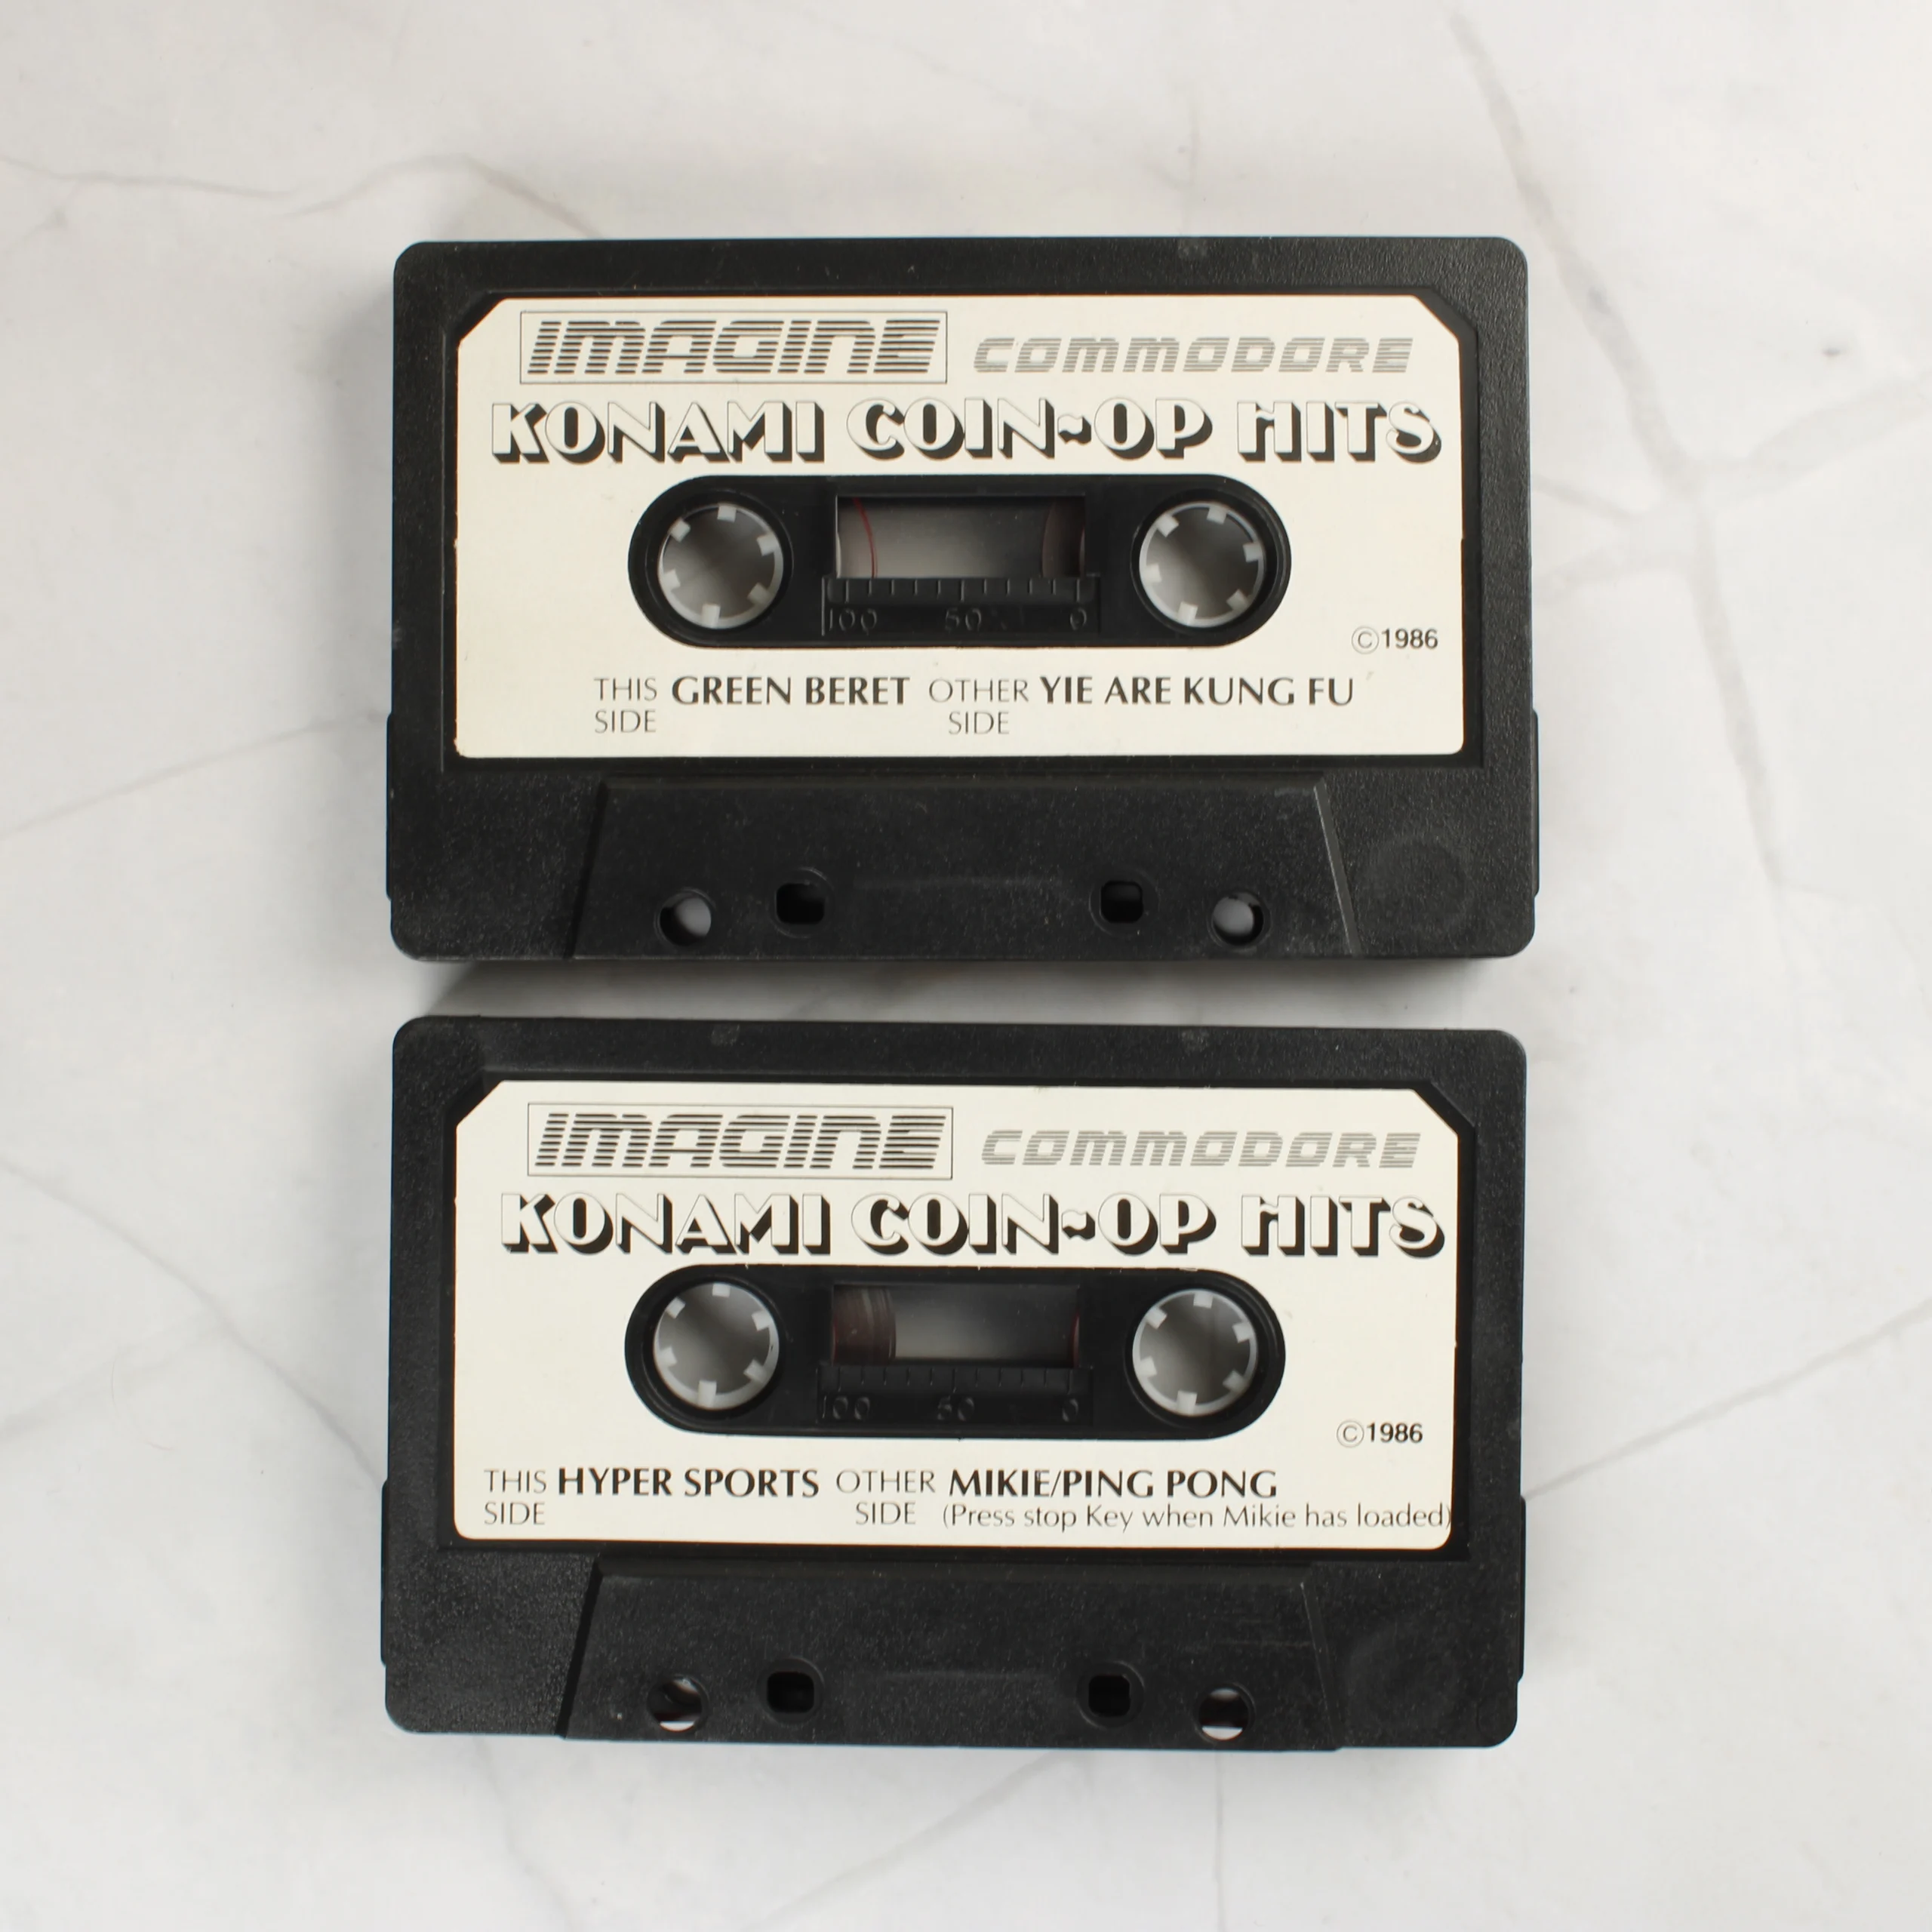 IMAGINE COMMODORE
KONAMI COIN~OP HITS
100 50 0
©1986
THIS GREEN BERET OTHER YIE ARE KUNG FU
SIDE SIDE
IMAGINE COMMODORE
KONAMI COIN~OP HITS
100 50 0
©1986
THIS HYPER SPORTS OTHER MIKIE/PING PONG
SIDE SIDE (Press stop Key when Mikie has loaded)